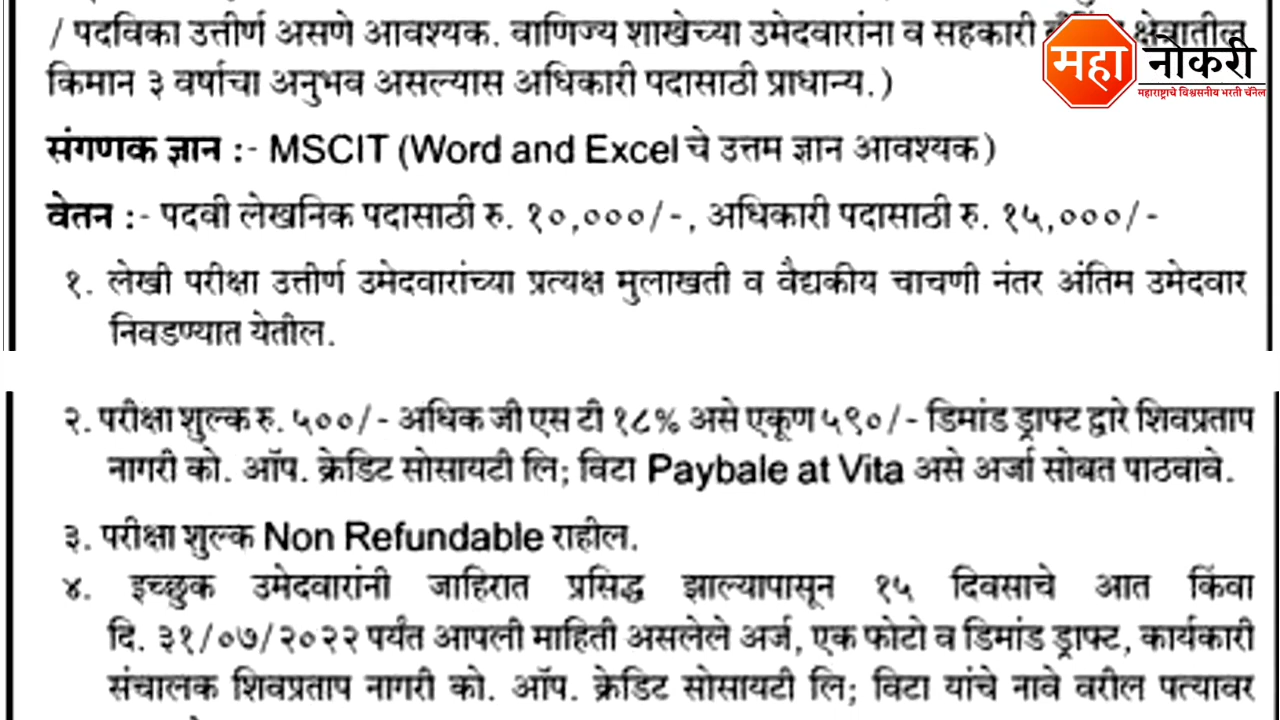 / पदविका उत्तीर्ण असणे आवश्यक. वाणिज्य शाखेच्या उमेदवारांना व सहकारी क्षेत्रातील
किमान ३ वर्षाचा अनुभव असल्यास अधिकारी पदासाठी प्राधान्य.)
महा नोकरी
महाराष्ट्राचे विश्वसनीय भरती चॅनेल
संगणक ज्ञान :- MSCIT (Word and Excel चे उत्तम ज्ञान आवश्यक)
वेतन :- पदवी लेखनिक पदासाठी रु. १०,०००/-, अधिकारी पदासाठी रु. १५,०००/-
१. लेखी परीक्षा उत्तीर्ण उमेदवारांच्या प्रत्यक्ष मुलाखती व वैद्यकीय चाचणी नंतर अंतिम उमेदवार
निवडण्यात येतील.
२. परीक्षा शुल्क रु. ५००/- अधिक जी एस टी १८% असे एकूण ५९०/- डिमांड ड्राफ्ट द्वारे शिवप्रताप
नागरी को. ऑप. क्रेडिट सोसायटी लि; विटा Paybale at Vita असे अर्जा सोबत पाठवावे.
३. परीक्षा शुल्क Non Refundable राहील.
४. इच्छुक उमेदवारांनी जाहिरात प्रसिद्ध झाल्यापासून १५ दिवसाचे आत किंवा
दि. ३१/०७/२०२२ पर्यंत आपली माहिती असलेले अर्ज, एक फोटो व डिमांड ड्राफ्ट, कार्यकारी
संचालक शिवप्रताप नागरी को. ऑप. क्रेडिट सोसायटी लि; विटा यांचे नावे वरील पत्यावर